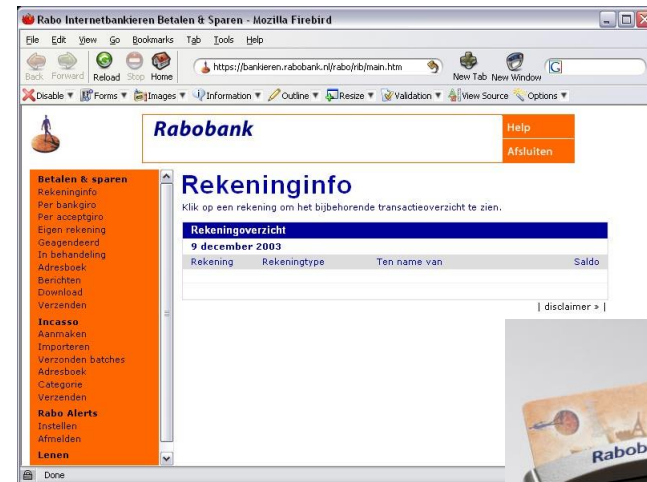 Rabo Internetbankieren Betalen & Sparen - Mozilla Firebird
File Edit View Go Bookmarks Tab Tools Help
Back Forward Reload Stop Home https://bankieren.rabobank.nl/rabo/rib/main.htm New Tab New Window G
Disable Forms Images Information Outline Resize Validation View Source Options
Rabobank
Help
Afsluiten
Betalen & sparen
Rekeninginfo
Per bankgiro
Per acceptgiro
Eigen rekening
Geagendeerd
In behandeling
Adresboek
Berichten
Download
Verzenden
Incasso
Aanmaken
Importeren
Verzonden batches
Adresboek
Categorie
Verzenden
Rabo Alerts
Instellen
Afmelden
Lenen
Rekeninginfo
Klik op een rekening om het bijbehorende transactieoverzicht te zien.
Rekeningoverzicht
9 december 2003
Rekening Rekeningtype Ten name van Saldo
| disclaimer » |
Rabob
Done